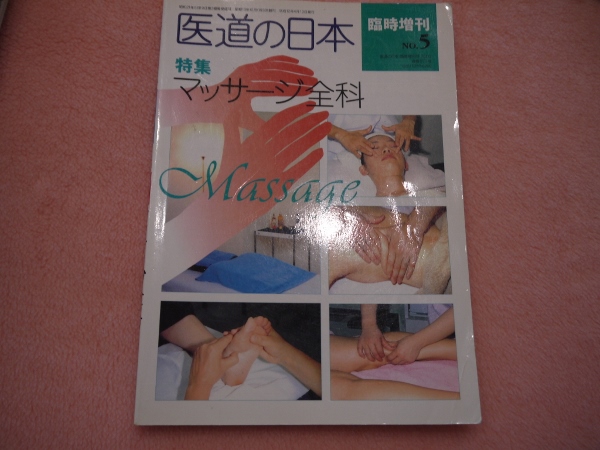 医道の日本
臨時増刊
NO.5
特集
マッサージ全科
Massage